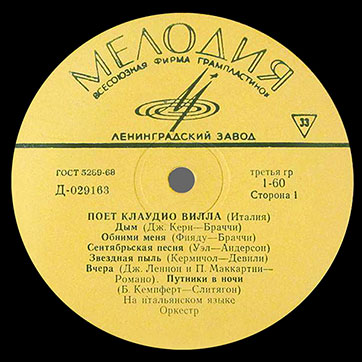 МЕЛОДИЯ
ВСЕСОЮЗНАЯ ФИРМА ГРАМПЛАСТИНОК
ЛЕНИНГРАДСКИЙ ЗАВОД
33
ГОСТ 5289-68
Д-029163
третья гр
1-60
Сторона 1
ПОЕТ КЛАУДИО ВИЛЛА (Италия)
Дым (Дж. Керн—Браччи)
Обними меня (Фияду—Браччи)
Сентябрьская песня (Уэл—Андерсон)
Звездная пыль (Кермичол—Девили)
Вчера (Дж. Леннон и П. Маккартни—
Романо). Путники в ночи
(Б. Кемпферт—Слитягон)
На итальянском языке
Оркестр